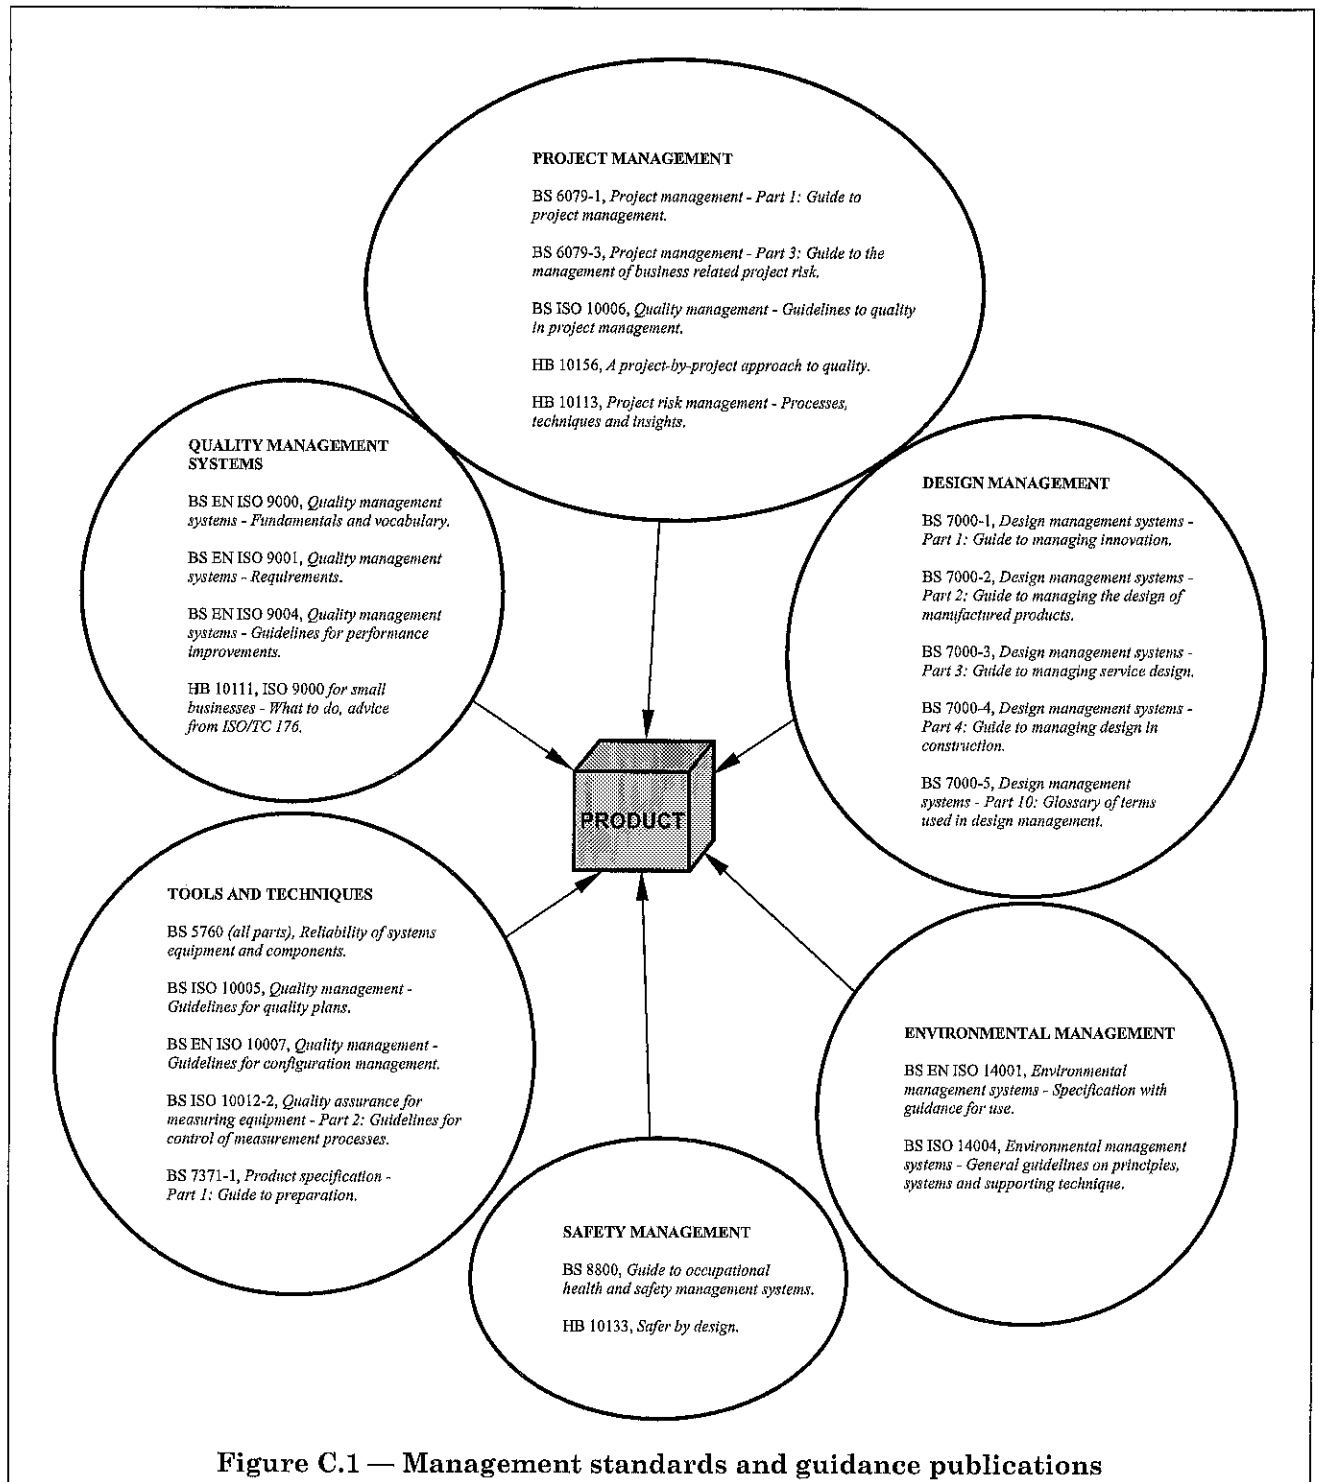 PROJECT MANAGEMENT
BS 6079-1, Project management - Part 1: Guide to
project management.
BS 6079-3, Project management - Part 3: Guide to the
management of business related project risk.
BS ISO 10006, Quality management - Guidelines to quality
in project management.
HB 10156, A project-by-project approach to quality.
HB 10113, Project risk management - Processes,
techniques and insights.
QUALITY MANAGEMENT
SYSTEMS
BS EN ISO 9000, Quality management
systems - Fundamentals and vocabulary.
BS EN ISO 9001, Quality management
systems - Requirements.
BS EN ISO 9004, Quality management
systems - Guidelines for performance
improvements.
HB 10111, ISO 9000 for small
businesses - What to do, advice
from ISO/TC 176.
DESIGN MANAGEMENT
BS 7000-1, Design management systems -
Part 1: Guide to managing innovation.
BS 7000-2, Design management systems -
Part 2: Guide to managing the design of
manufactured products.
BS 7000-3, Design management systems -
Part 3: Guide to managing service design.
BS 7000-4, Design management systems -
Part 4: Guide to managing design in
construction.
BS 7000-5, Design management
systems - Part 10: Glossary of terms
used in design management.
PRODUCT
TOOLS AND TECHNIQUES
BS 5760 (all parts), Reliability of systems
equipment and components.
BS ISO 10005, Quality management -
Guidelines for quality plans.
BS EN ISO 10007, Quality management -
Guidelines for configuration management.
BS ISO 10012-2, Quality assurance for
measuring equipment - Part 2: Guidelines for
control of measurement processes.
BS 7371-1, Product specification -
Part 1: Guide to preparation.
ENVIRONMENTAL MANAGEMENT
BS EN ISO 14001, Environmental
management systems - Specification with
guidance for use.
BS ISO 14004, Environmental management
systems - General guidelines on principles,
systems and supporting technique.
SAFETY MANAGEMENT
BS 8800, Guide to occupational
health and safety management systems.
HB 10133, Safer by design.
Figure C.1 — Management standards and guidance publications